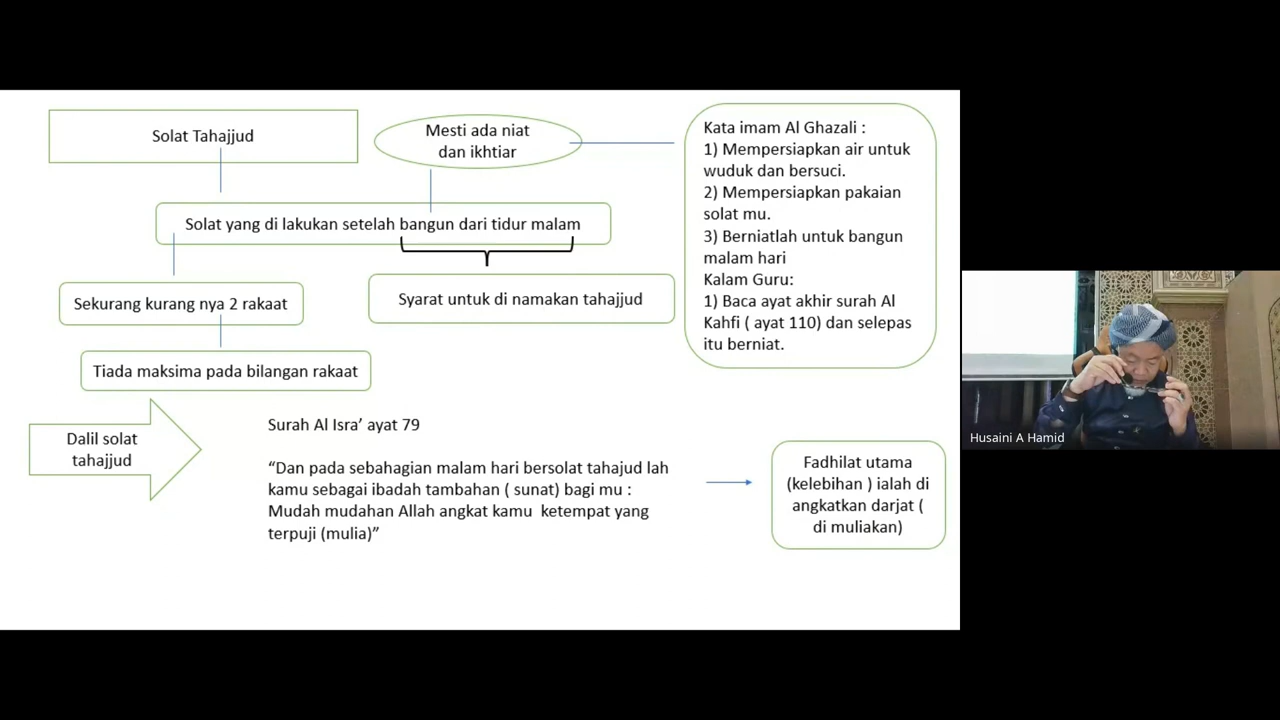 Solat Tahajjud
Mesti ada niat
dan ikhtiar
Solat yang di lakukan setelah bangun dari tidur malam
Sekurang kurang nya 2 rakaat
Syarat untuk di namakan tahajjud
Tiada maksima pada bilangan rakaat
Kata imam Al Ghazali :
1) Mempersiapkan air untuk
wuduk dan bersuci.
2) Mempersiapkan pakaian
solat mu.
3) Berniatlah untuk bangun
malam hari
Kalam Guru:
1) Baca ayat akhir surah Al
Kahfi ( ayat 110) dan selepas
itu berniat.
Dalil solat
tahajjud
Surah Al Isra’ ayat 79
“Dan pada sebahagian malam hari bersolat tahajud lah
kamu sebagai ibadah tambahan ( sunat) bagi mu :
Mudah mudahan Allah angkat kamu  ketempat yang
terpuji (mulia)”
Fadhilat utama
(kelebihan ) ialah di
angkatkan darjat (
di muliakan)
Husaini A Hamid